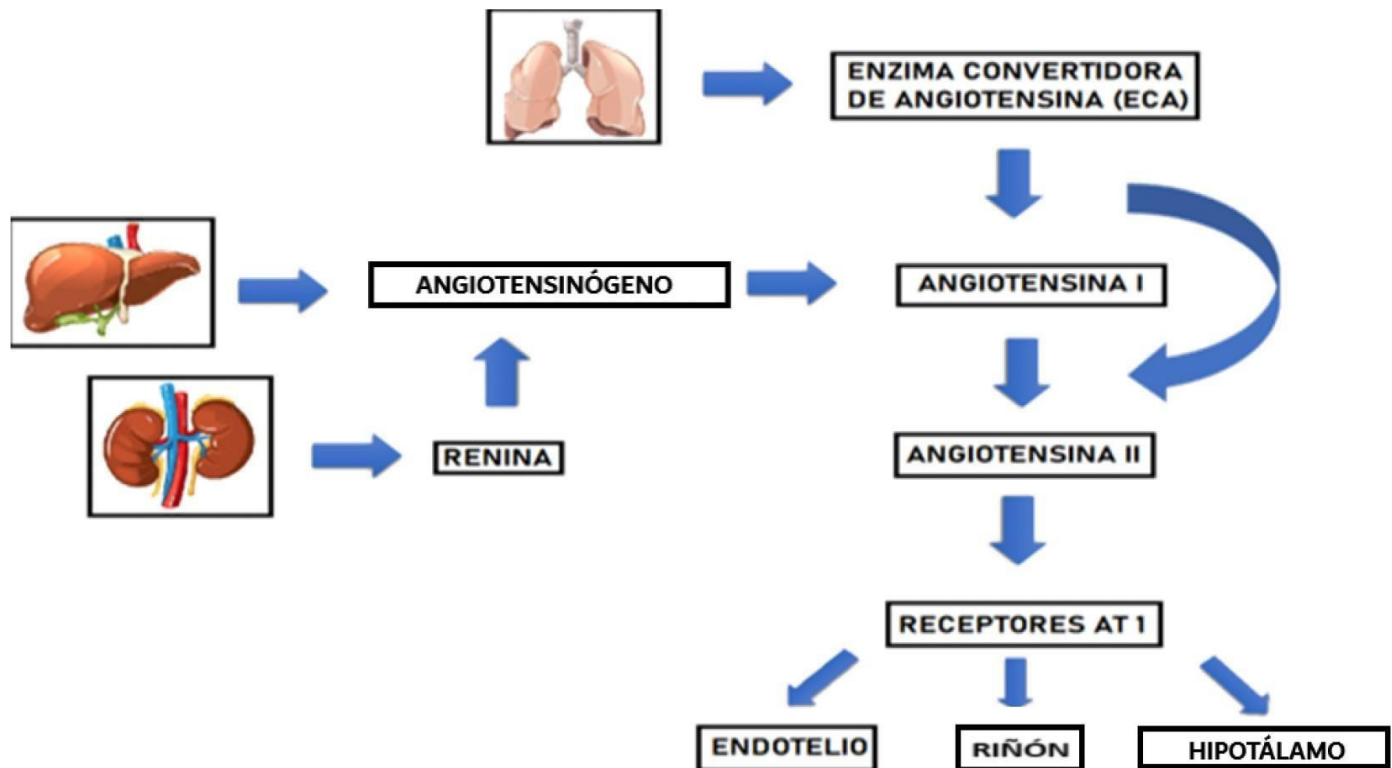 ENZIMA CONVERTIDORA
DE ANGIOTENSINA (ECA)
ANGIOTENSINÓGENO
ANGIOTENSINA I
RENINA
ANGIOTENSINA II
RECEPTORES AT 1
ENDOTELIO
RIÑÓN
HIPOTÁLAMO